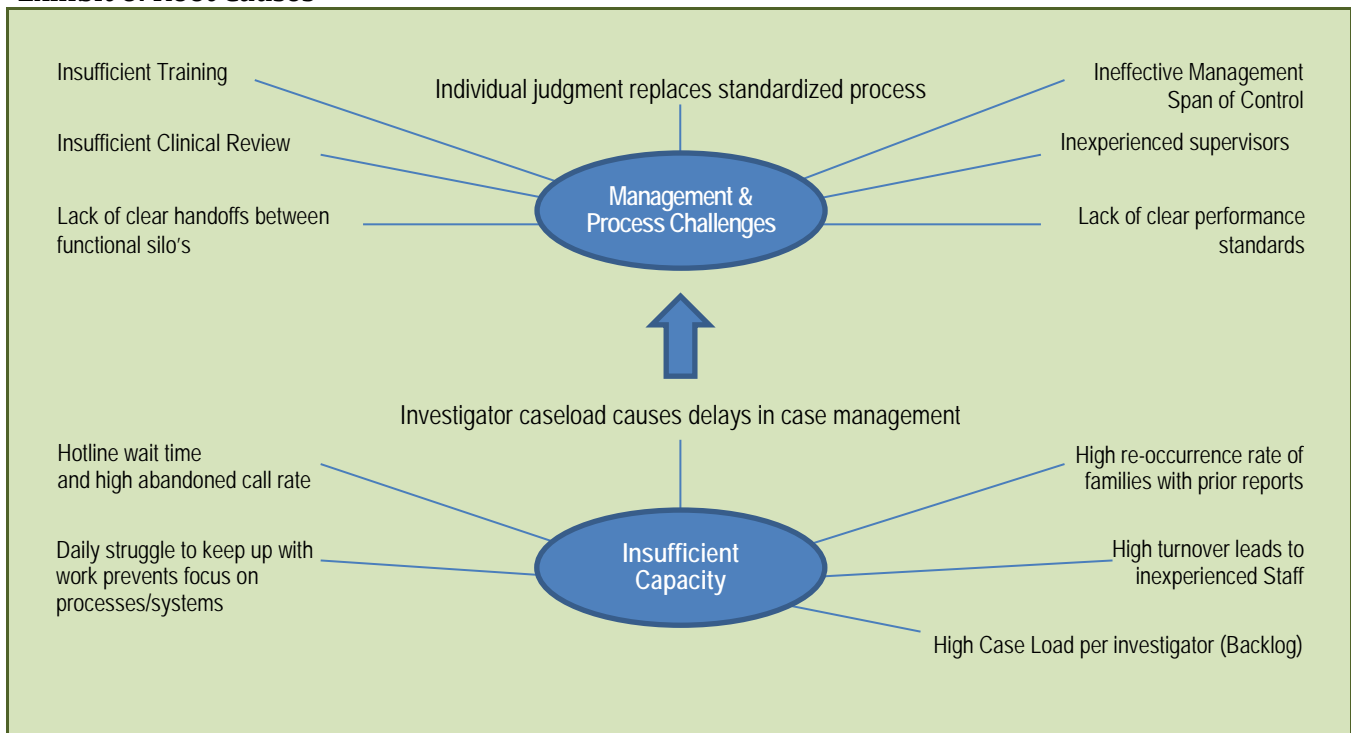 Exhibit Root Causes
Insufficient Training
Individual judgment replaces standardized process
Ineffective Management
Span of Control
Insufficient Clinical Review
Inexperienced supervisors
Management &
Process Challenges
Lack of clear handoffs between
functional silo's
Lack of clear performance
standards
Investigator caseload causes delays in case management
Hotline wait time
and high abandoned call rate
High re-occurrence rate of
families with prior reports
Insufficient
Capacity
Daily struggle to keep up with
work prevents focus on
processes/systems
High turnover leads to
inexperienced Staff
High Case Load per investigator (Backlog)